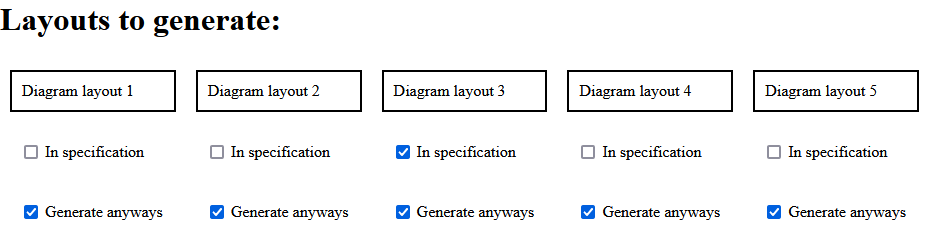 Layouts to generate:
Diagram layout 1 Diagram layout 2 Diagram layout 3 Diagram layout 4 Diagram layout 5
In specification In specification In specification In specification In specification
Generate anyways Generate anyways Generate anyways Generate anyways Generate anyways